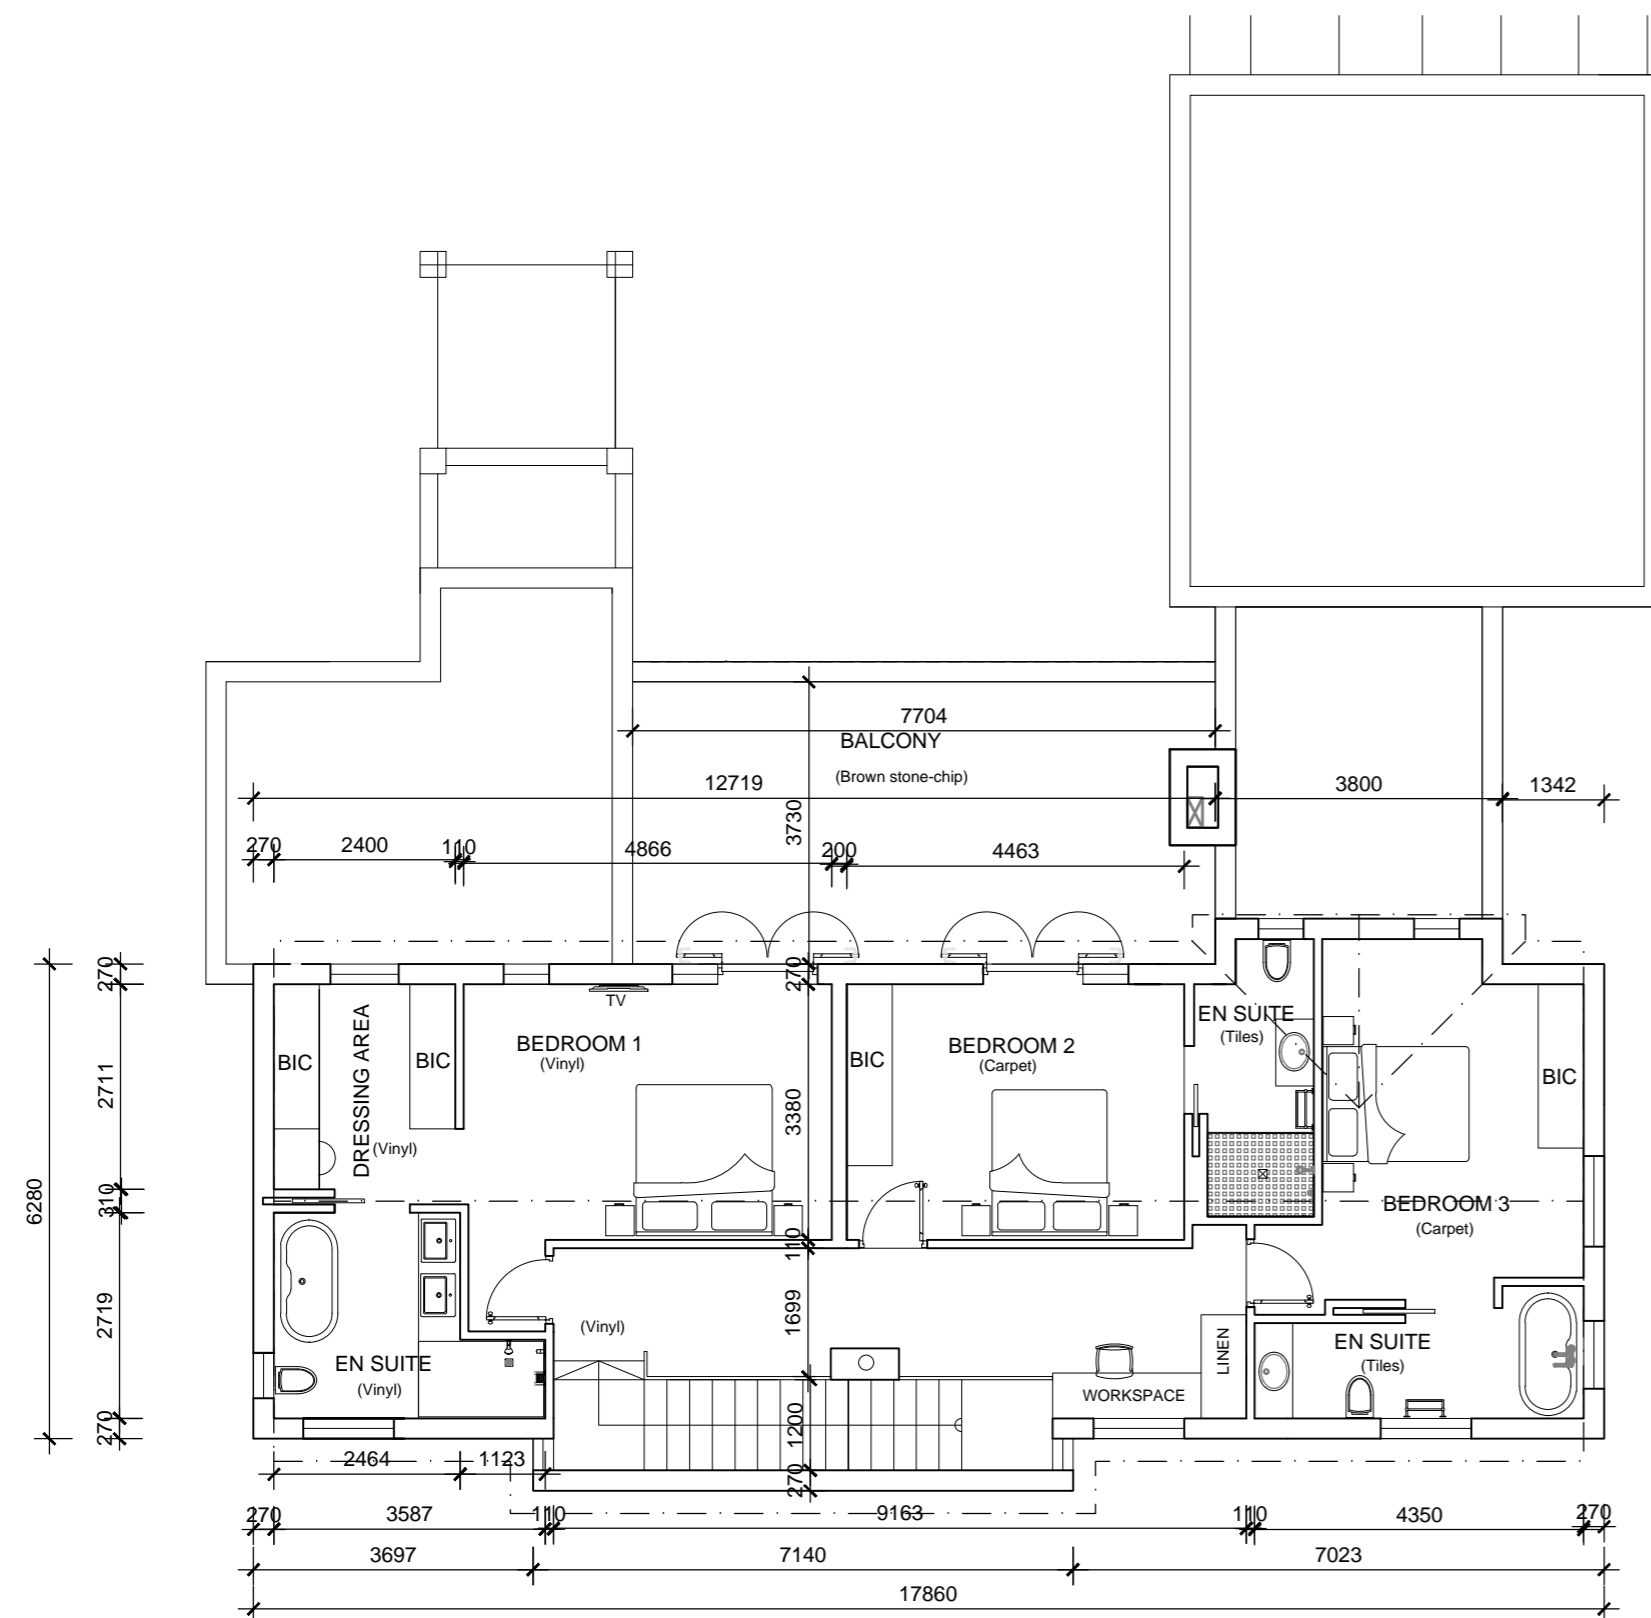 7704
BALCONY
(Brown stone-chip)
12719
3800
1342
3730
270
2400
110
4866
200
4463
270
270
TV
EN SUITE
(Tiles)
BEDROOM 1
(Vinyl)
BEDROOM 2
(Carpet)
BIC
DRESSING AREA
(Vinyl)
BIC
BIC
BIC
2711
3380
6280
310
BEDROOM 3
(Carpet)
110
2719
1699
(Vinyl)
LINEN
EN SUITE
(Tiles)
EN SUITE
(Vinyl)
WORKSPACE
270
1200
2464
1123
270
270
3587
110
9163
110
4350
270
3697
7140
7023
17860